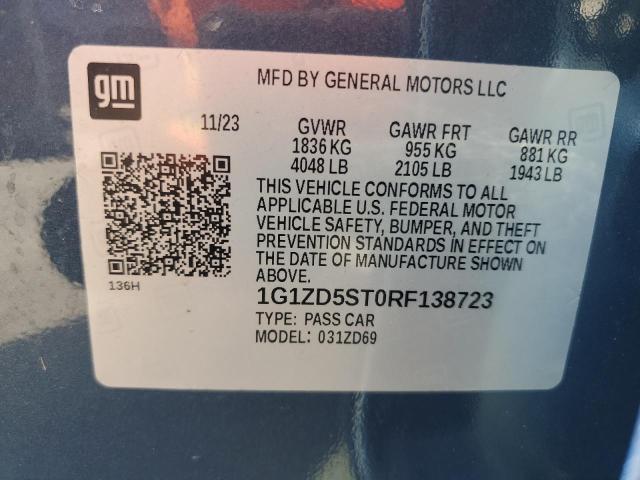 gm
MFD BY GENERAL MOTORS LLC
11/23 GVWR GAWR FRT GAWR RR
1836 KG 955 KG 881 KG
4048 LB 2105 LB 1943 LB
THIS VEHICLE CONFORMS TO ALL
APPLICABLE U.S. FEDERAL MOTOR
VEHICLE SAFETY, BUMPER, AND THEFT
PREVENTION STANDARDS IN EFFECT ON
THE DATE OF MANUFACTURE SHOWN
ABOVE.
136H
1G1ZD5ST0RF138723
TYPE: PASS CAR
MODEL: 031ZD69